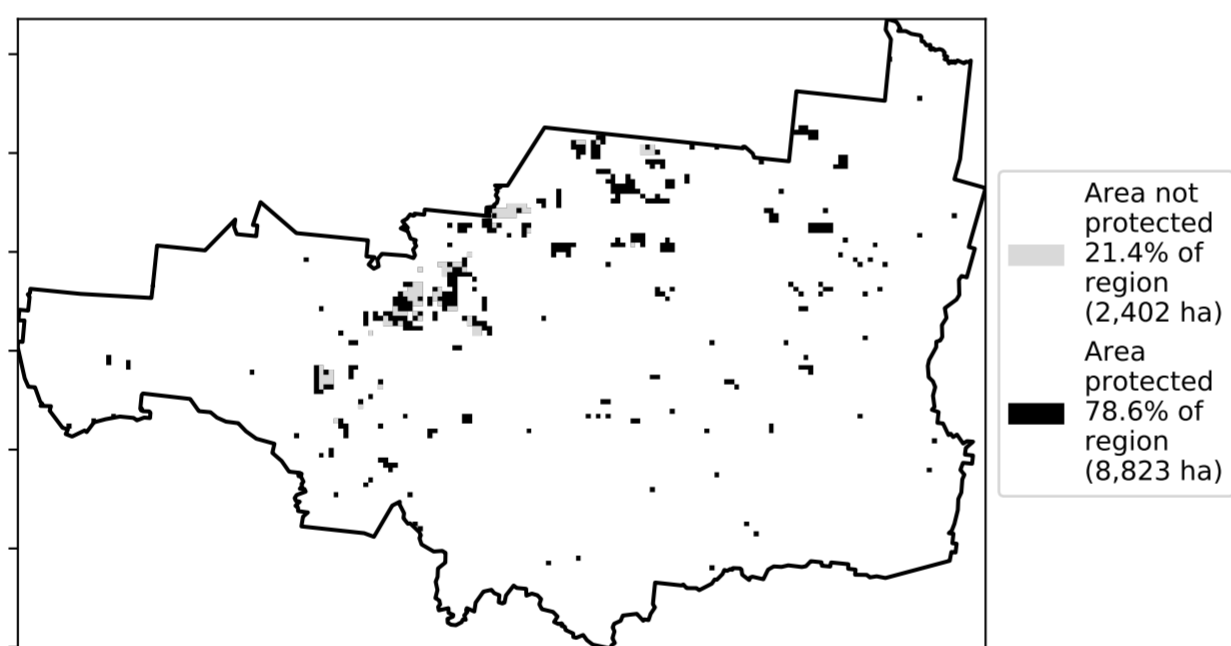 Area not
protected
21.4% of
region
(2,402 ha)
Area
protected
78.6% of
region
(8,823 ha)